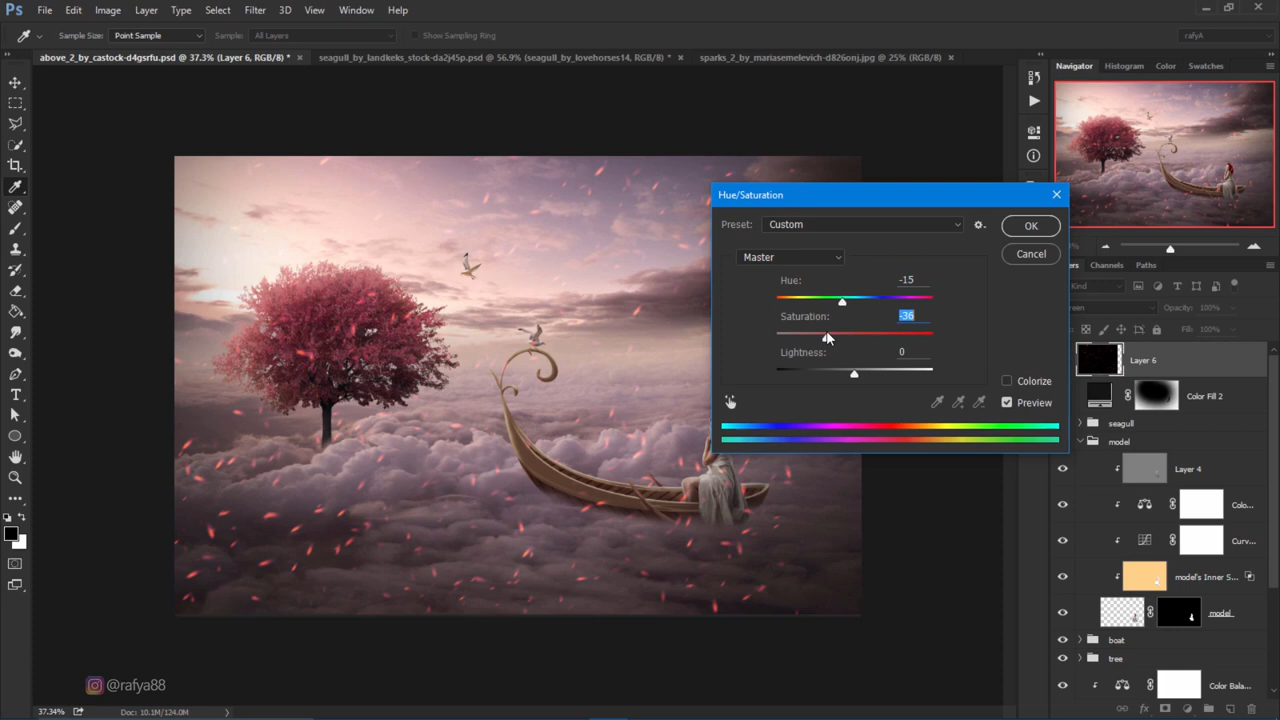 Ps File Edit Image Layer Type Select Filter 3D View Window Help
Sample Size: Point Sample Sample: All Layers Show Sampling Ring rafyA
above_2_by_castock-d4gsrfu.psd @ 37.3% (Layer 6, RGB/8) * × seagull_by_landkeks_stock-da2j45p.psd @ 56.9% (seagull_by_lovehorses14, RGB/8) * × sparks_2_by_mariasemelevich-d826onj.jpg @ 25% (RGB/8) ×
Navigator Histogram Color Swatches
Hue/Saturation
Preset: Custom OK
Cancel
Master
Hue: -15
Saturation: -36
Lightness: 0
Colorize
Preview
Channels Paths
Kind
Opacity: 100%
Fill: 100%
Layer 6
Color Fill 2
seagull
model
Layer 4
Colo...
Curv...
model's Inner S...
model
boat
tree
Color Bala...
@rafya88
37.34% Doc: 10.1M/124.0M